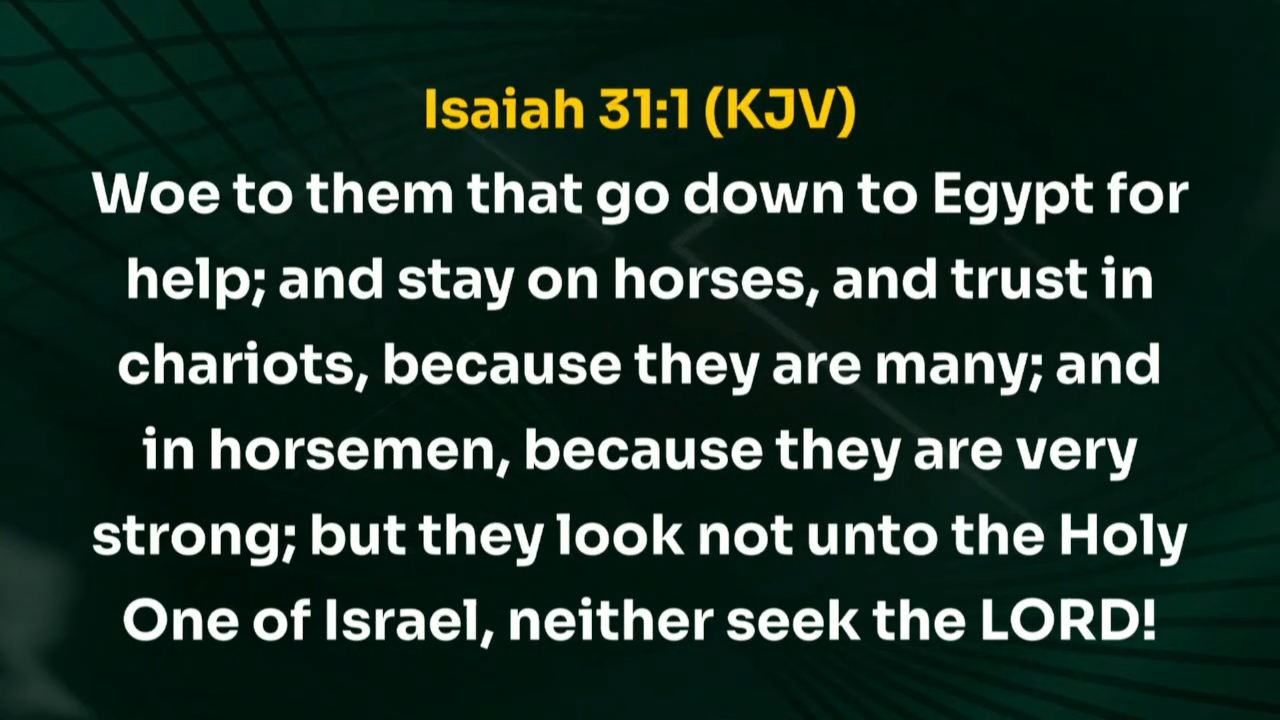 Isaiah 31:1 (KJV)
Woe to them that go down to Egypt for
help; and stay on horses, and trust in
chariots, because they are many; and
in horsemen, because they are very
strong; but they look not unto the Holy
One of Israel, neither seek the LORD!